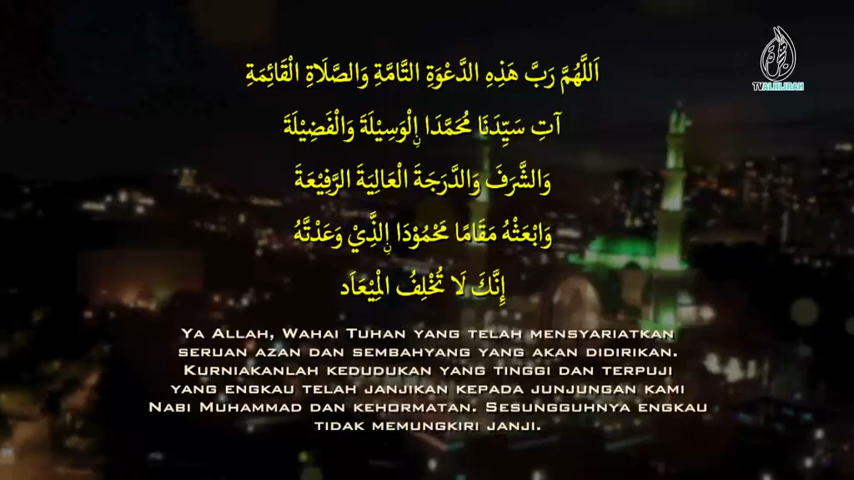 اَللَّهُمَّ رَبَّ هَذِهِ الدَّعْوَةِ التَّامَّةِ وَالصَّلَاةِ الْقَائِمَةِ
آتِ سَيِّدَنَا مُحَمَّدَا ࣙالْوَسِيْلَةَ وَالْفَضِيْلَةَ
وَالشَّرَفَ وَالدَّرَجَةَ الْعَالِيَةَ الرَّفِيْعَةَ
وَابْعَثْهُ مَقَامًا مَحْمُوْدَا ࣙالَّذِيْ وَعَدْتَّهُ
إِنَّكَ لَا تُخْلِفُ الْمِيْعَاد
Ya Allah, Wahai Tuhan yang telah mensyariatkan
seruan azan dan sembahyang yang akan didirikan.
Kurniakanlah kedudukan yang tinggi dan terpuji
yang engkau telah janjikan kepada junjungan kami
Nabi Muhammad dan kehormatan. Sesungguhnya engkau
tidak memungkiri janji.
TVALHIJRAH